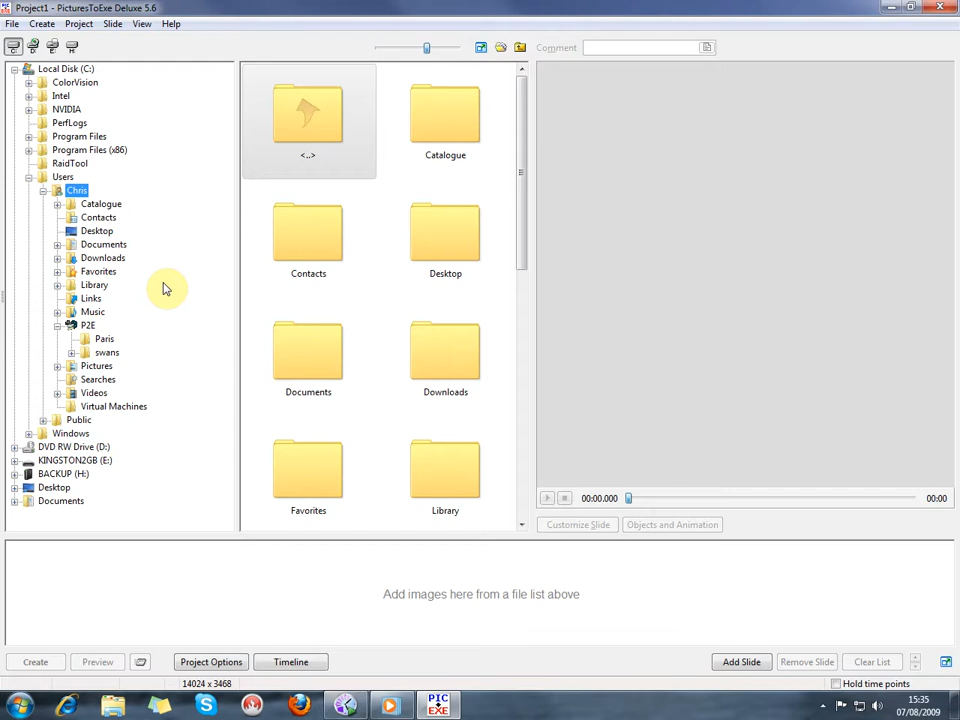 Project1 - PicturesToExe Deluxe 5.6
File Create Project Slide View Help
C: D: E: H:
Comment
Local Disk (C:)
ColorVision
Intel
NVIDIA
PerfLogs
Program Files
Program Files (x86)
RaidTool
Users
Chris
Catalogue
Contacts
Desktop
Documents
Downloads
Favorites
Library
Links
Music
P2E
Paris
swans
Pictures
Searches
Videos
Virtual Machines
Public
Windows
DVD RW Drive (D:)
KINGSTON2GB (E:)
BACKUP (H:)
Desktop
Documents
<..> Catalogue
Contacts Desktop
Documents Downloads
Favorites Library
00:00.000 00:00
Customize Slide Objects and Animation
Add images here from a file list above
Create Preview Project Options Timeline Add Slide Remove Slide Clear List
14024 x 3468 Hold time points
PIC
EXE
15:35
07/08/2009